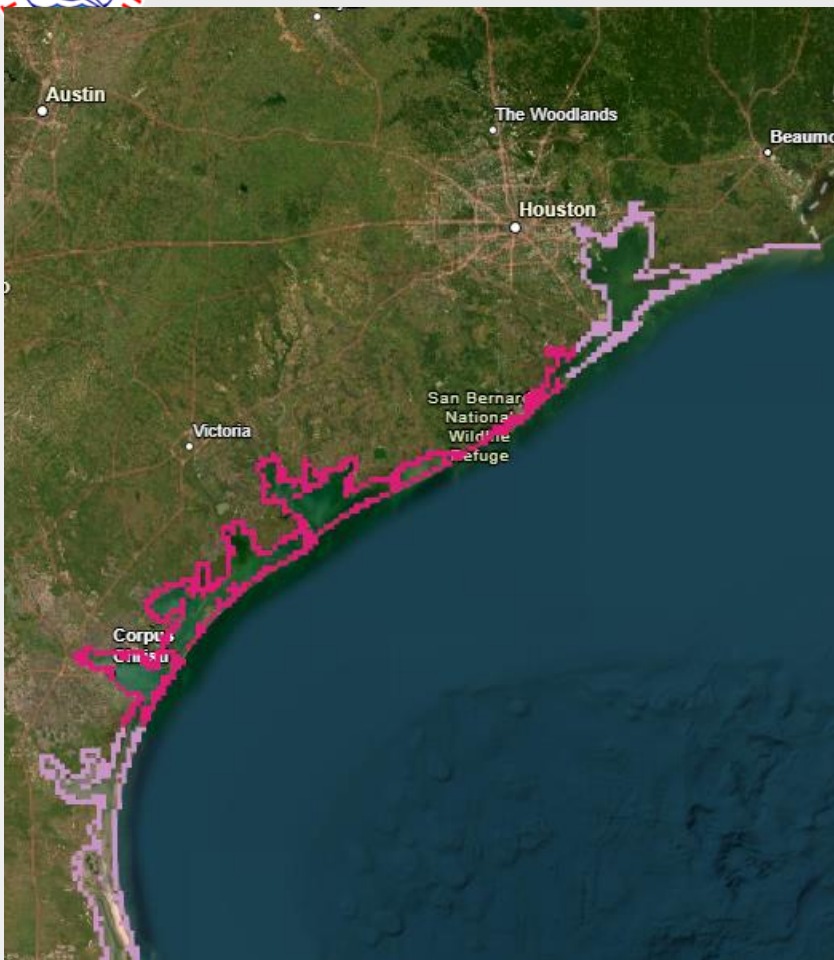 Austin
The Woodlands
Beaumo
Houston
San Bernard
National
Wildlife
Refuge
Victoria
Corpus
Christi